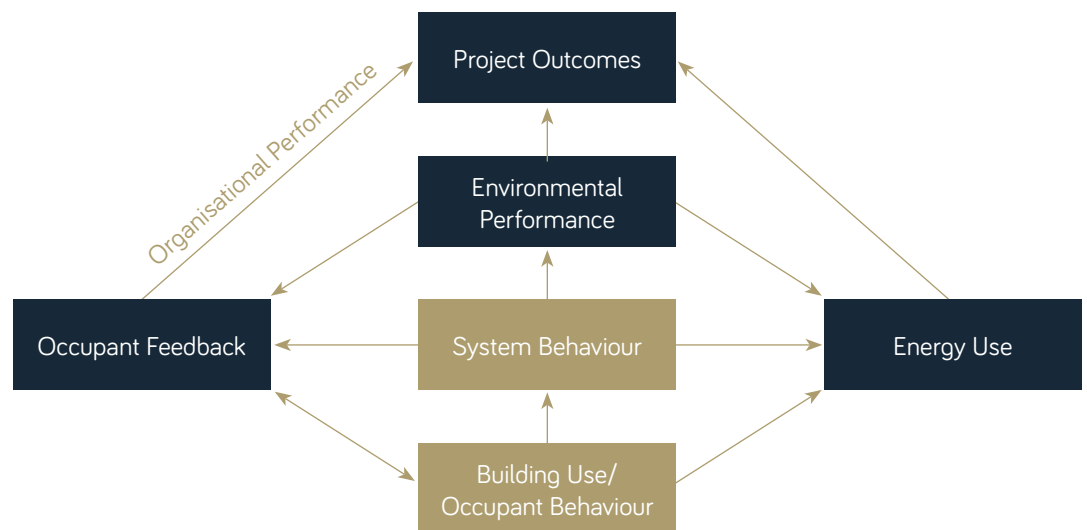 Project Outcomes
Organisational Performance
Environmental
Performance
Occupant Feedback
System Behaviour
Energy Use
Building Use/
Occupant Behaviour